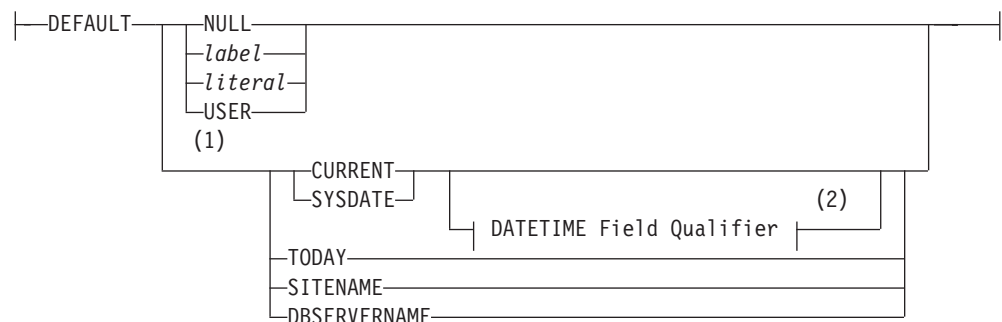 DEFAULT NULL
label
literal
USER
(1)
CURRENT
SYSDATE
(2)
DATETIME Field Qualifier
TODAY
SITENAME
DBSERVERNAME